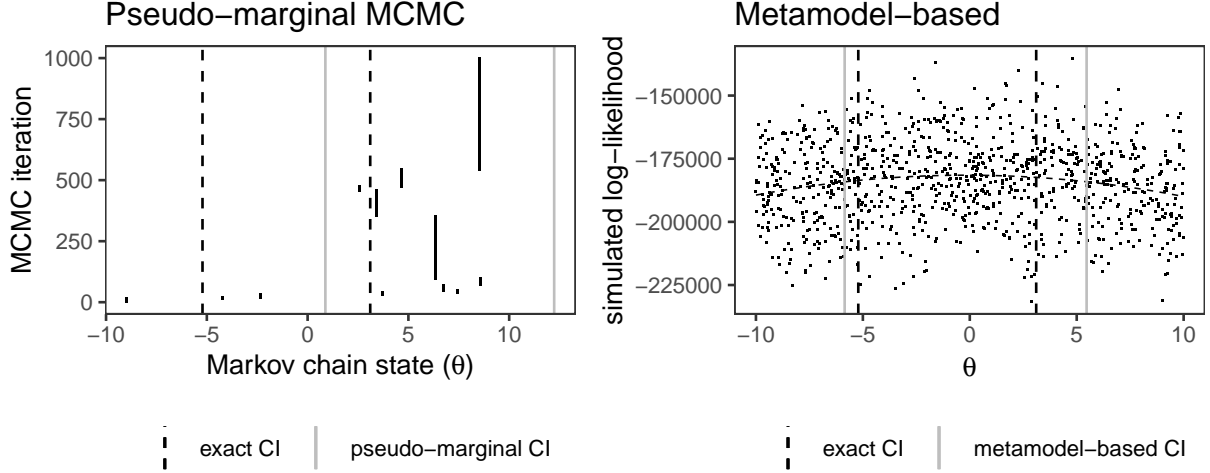 Pseudo−marginal MCMC
MCMC iteration
1000
750
500
250
0
−10
−5
0
5
10
Markov chain state (θ)
exact CI
pseudo−marginal CI
Metamodel−based
simulated log−likelihood
−150000
−175000
−200000
−225000
−10
−5
0
5
10
θ
exact CI
metamodel−based CI